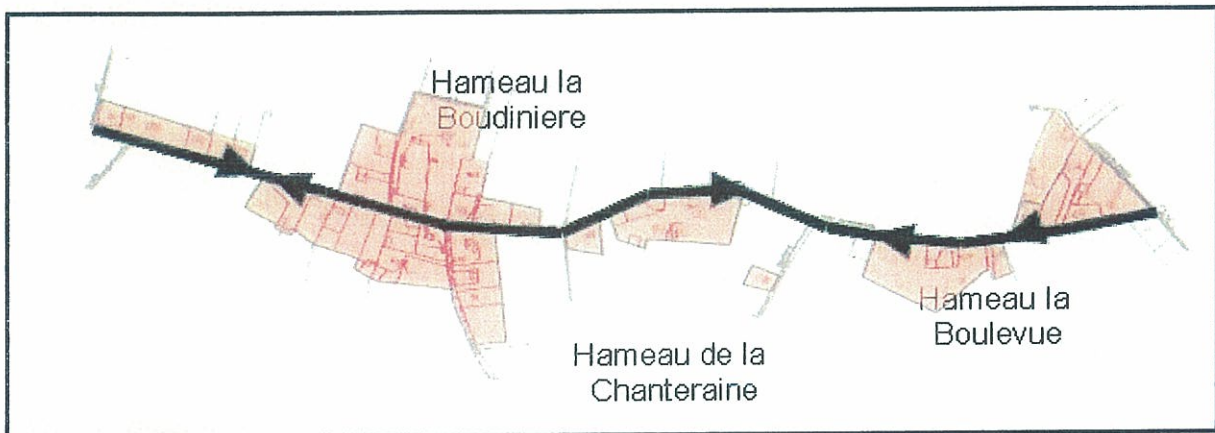 Hameau la
Boudiniere
Hameau la
Boulevue
Hameau de la
Chanteraine